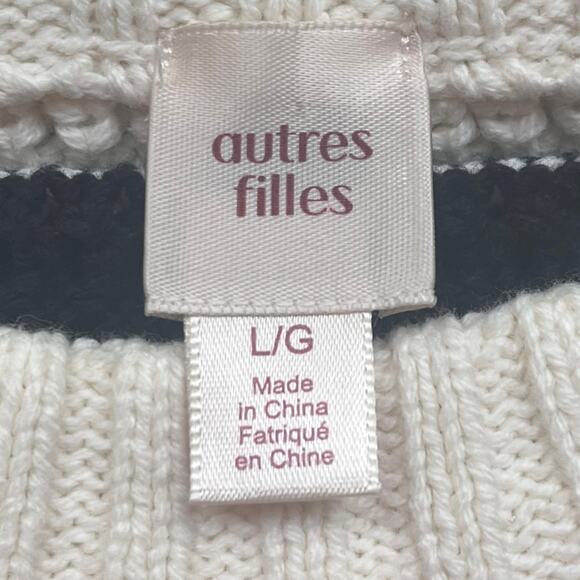 autres
filles
L/G
Made
in China
Fatriqué
en Chine